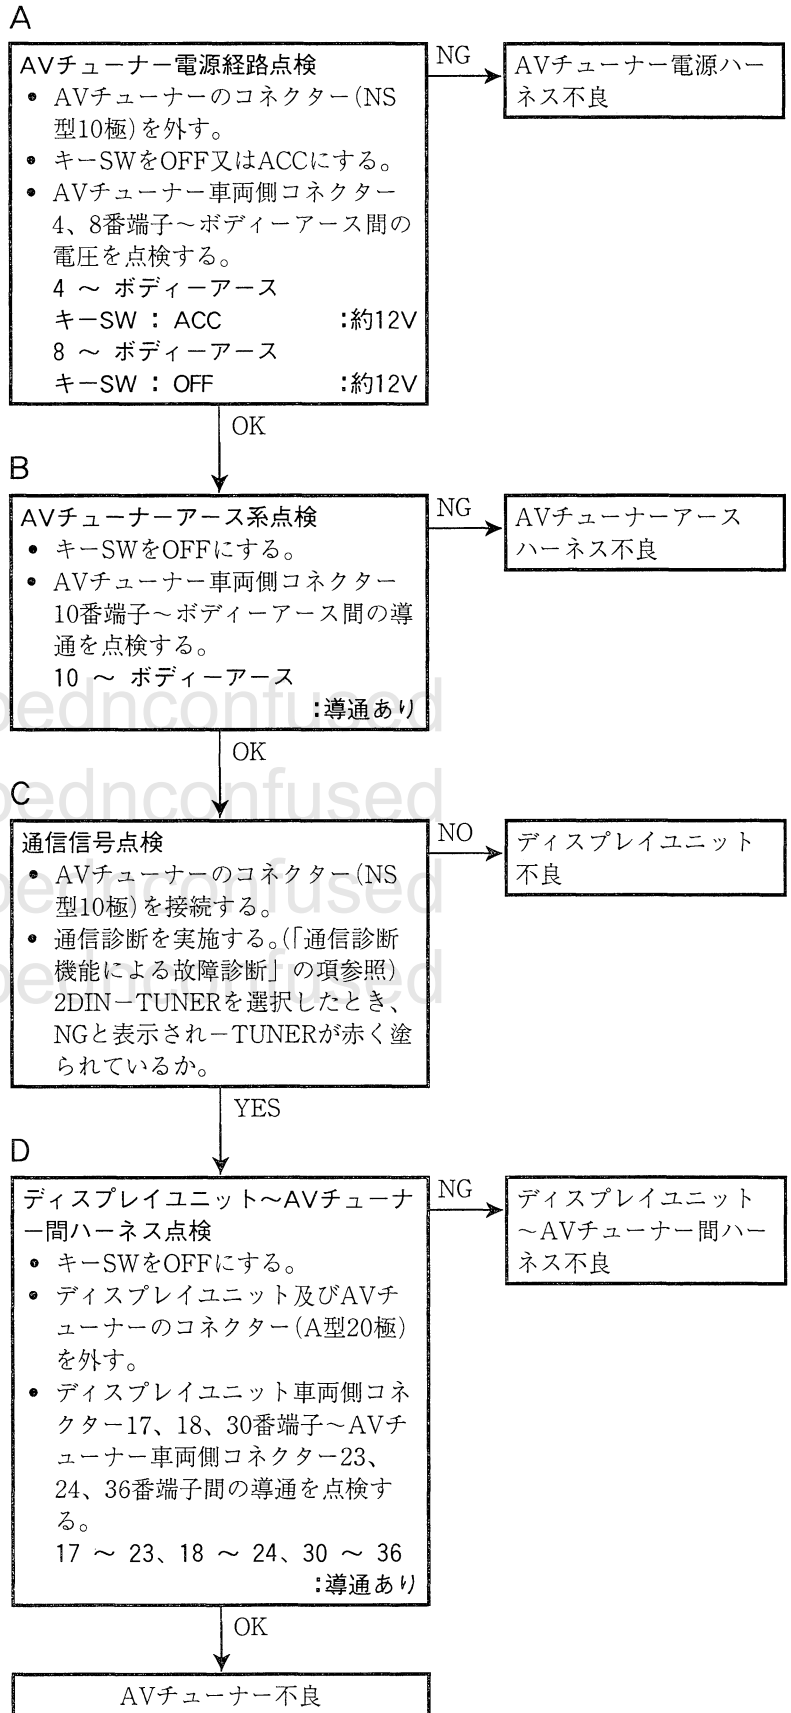 A
AVチューナー電源経路点検
• AVチューナーのコネクター(NS
型10極)を外す。
• キーSWをOFF又はACCにする。
• AVチューナー車両側コネクター
4、8番端子～ボディーアース間の
電圧を点検する。
4 ～ ボディーアース
キーSW : ACC :約12V
8 ～ ボディーアース
キーSW : OFF :約12V
NG
AVチューナー電源ハー
ネス不良
OK
B
AVチューナーアース系点検
• キーSWをOFFにする。
• AVチューナー車両側コネクター
10番端子～ボディーアース間の導
通を点検する。
10 ～ ボディーアース
:導通あり
NG
AVチューナーアース
ハーネス不良
OK
C
通信信号点検
• AVチューナーのコネクター(NS
型10極)を接続する。
• 通信診断を実施する。(「通信診断
機能による故障診断」の項参照)
2DIN－TUNERを選択したとき、
NGと表示され－TUNERが赤く塗
られているか。
NO
ディスプレイユニット
不良
YES
D
ディスプレイユニット～AVチューナ
ー間ハーネス点検
• キーSWをOFFにする。
• ディスプレイユニット及びAVチ
ューナーのコネクター(A型20極)
を外す。
• ディスプレイユニット車両側コネ
クター17、18、30番端子～AVチ
ューナー車両側コネクター23、
24、36番端子間の導通を点検す
る。
17 ～ 23、18 ～ 24、30 ～ 36
:導通あり
NG
ディスプレイユニット
～AVチューナー間ハー
ネス不良
OK
AVチューナー不良
pednconfused
pednconfused
pednconfused
pednconfused